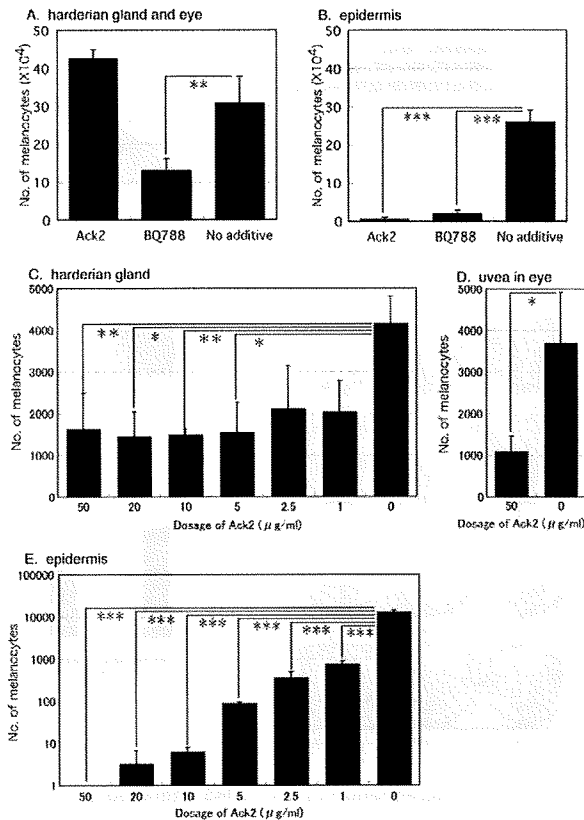 A. harderian gland and eye
No. of melanocytes (X10⁴)
50
40
30
20
10
0
**
Ack2 BQ788 No additive
B. epidermis
No. of melanocytes (X10⁴)
50
40
30
20
10
0
***
***
Ack2 BQ788 No additive
C. harderian gland
No. of melanocytes
5000
4000
3000
2000
1000
0
** * ** *
50 20 10 5 2.5 1 0
Dosage of Ack2 (μg/ml)
D. uvea in eye
No. of melanocytes
5000
4000
3000
2000
1000
0
*
50 0
Dosage of Ack2 (μg/ml)
E. epidermis
No. of melanocytes
100000
10000
1000
100
10
1
*** *** *** *** *** ***
50 20 10 5 2.5 1 0
Dosage of Ack2 (μg/ml)